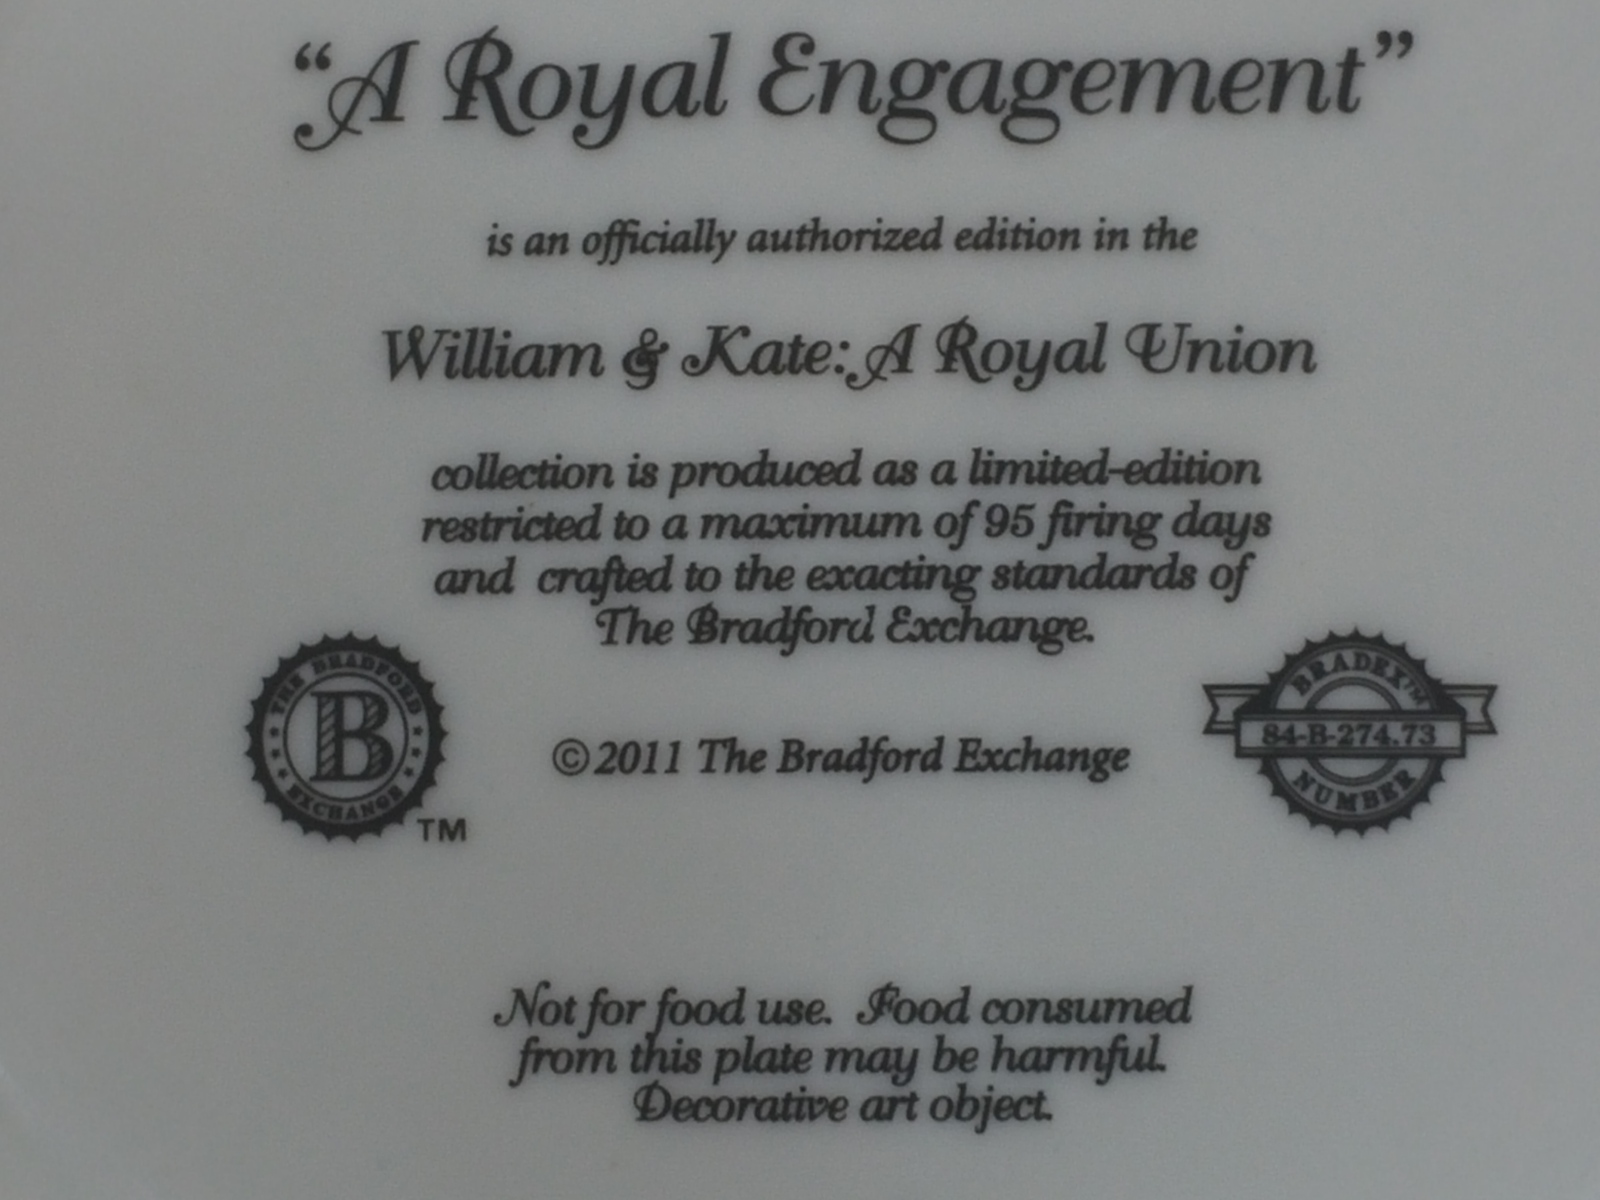 “A Royal Engagement”
is an officially authorized edition in the
William & Kate: A Royal Union
collection is produced as a limited-edition
restricted to a maximum of 95 firing days
and crafted to the exacting standards of
The Bradford Exchange.
THE BRADFORD
B
EXCHANGE
TM
©2011 The Bradford Exchange
BRADEX™
84-B-274.73
NUMBER
Not for food use. Food consumed
from this plate may be harmful.
Decorative art object.